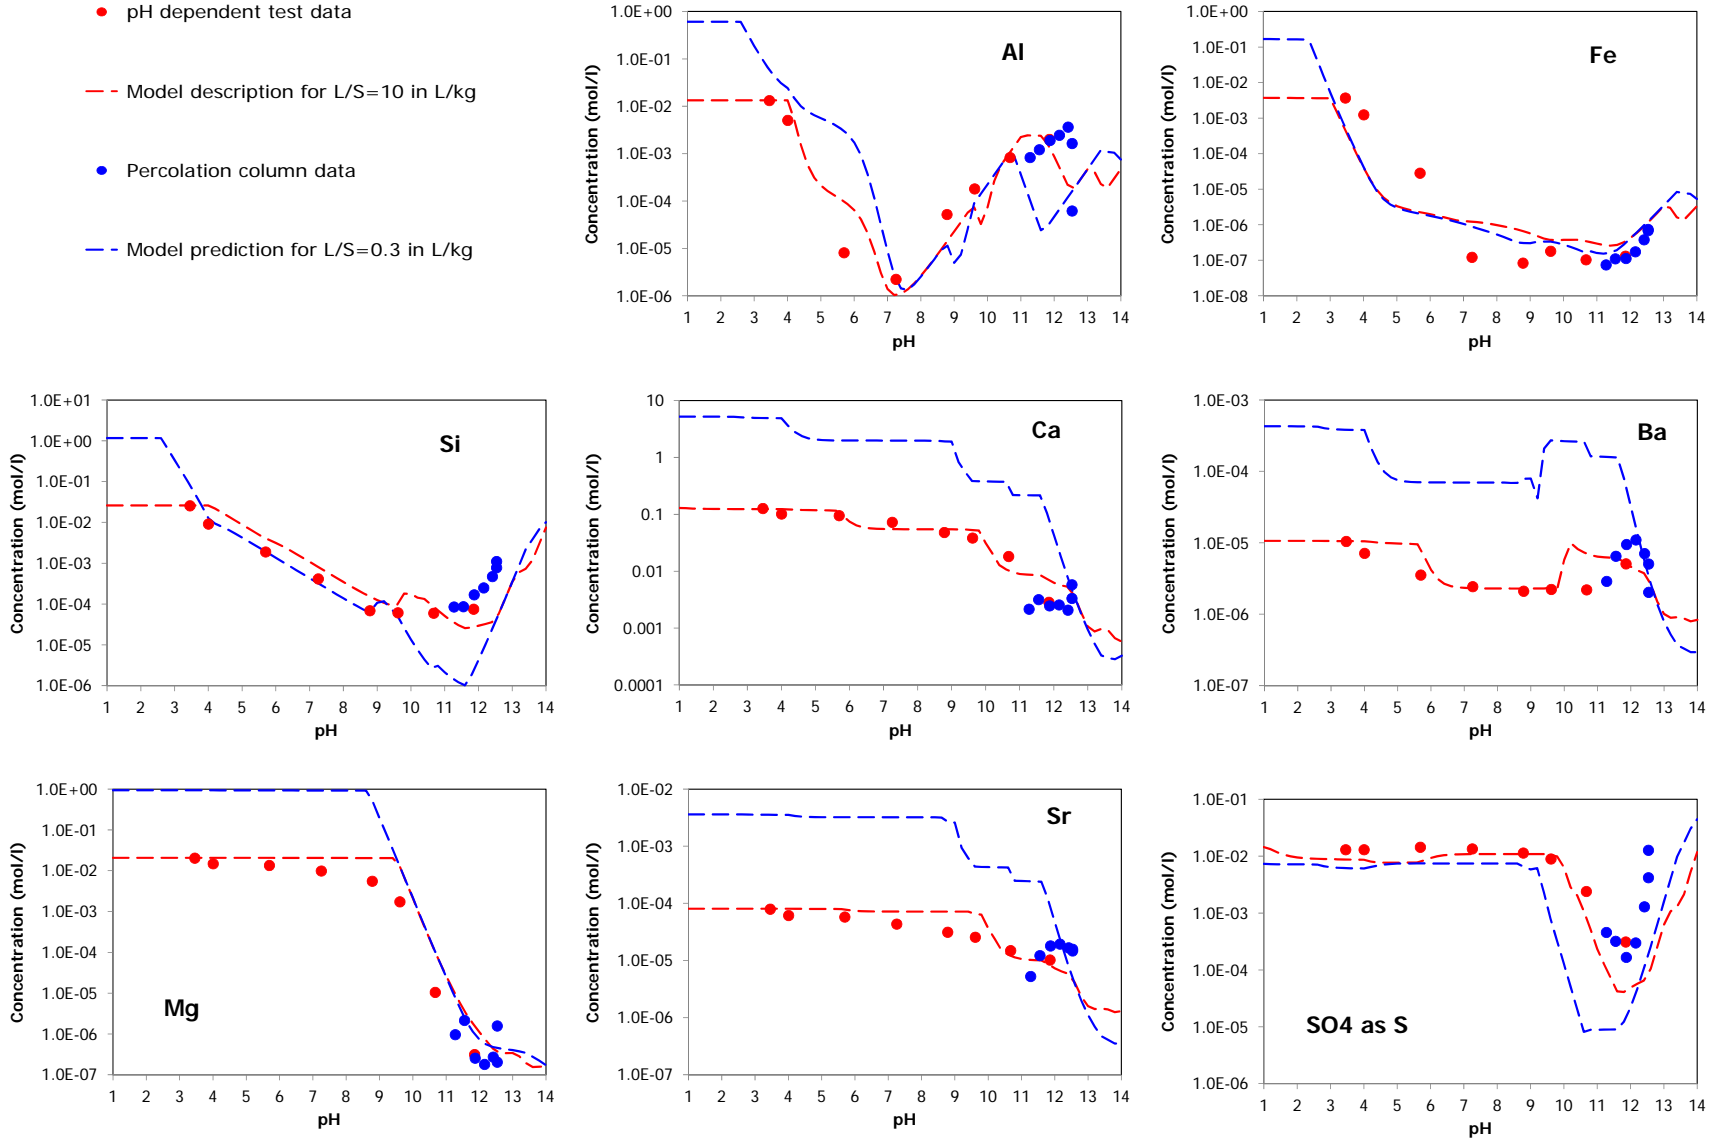 pH dependent test data
Model description for L/S=10 in L/kg
Percolation column data
Model prediction for L/S=0.3 in L/kg
Concentration (mol/l)
1.0E+00
1.0E-01
1.0E-02
1.0E-03
1.0E-04
1.0E-05
1.0E-06
Al
1 2 3 4 5 6 7 8 9 10 11 12 13 14
pH
Concentration (mol/l)
1.0E+00
1.0E-01
1.0E-02
1.0E-03
1.0E-04
1.0E-05
1.0E-06
1.0E-07
1.0E-08
Fe
1 2 3 4 5 6 7 8 9 10 11 12 13 14
pH
Concentration (mol/l)
1.0E+01
1.0E+00
1.0E-01
1.0E-02
1.0E-03
1.0E-04
1.0E-05
1.0E-06
Si
1 2 3 4 5 6 7 8 9 10 11 12 13 14
pH
Concentration (mol/l)
10
1
0.1
0.01
0.001
0.0001
Ca
1 2 3 4 5 6 7 8 9 10 11 12 13 14
pH
Concentration (mol/l)
1.0E-03
1.0E-04
1.0E-05
1.0E-06
1.0E-07
Ba
1 2 3 4 5 6 7 8 9 10 11 12 13 14
pH
Concentration (mol/l)
1.0E+00
1.0E-01
1.0E-02
1.0E-03
1.0E-04
1.0E-05
1.0E-06
1.0E-07
Mg
1 2 3 4 5 6 7 8 9 10 11 12 13 14
pH
Concentration (mol/l)
1.0E-02
1.0E-03
1.0E-04
1.0E-05
1.0E-06
1.0E-07
Sr
1 2 3 4 5 6 7 8 9 10 11 12 13 14
pH
Concentration (mol/l)
1.0E-01
1.0E-02
1.0E-03
1.0E-04
1.0E-05
1.0E-06
SO4 as S
1 2 3 4 5 6 7 8 9 10 11 12 13 14
pH